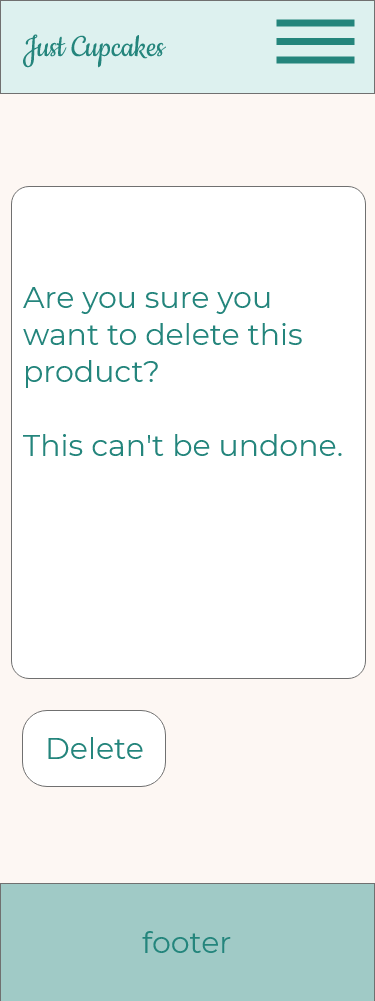 Just Cupcakes
Are you sure you
want to delete this
product?
This can't be undone.
Delete
footer